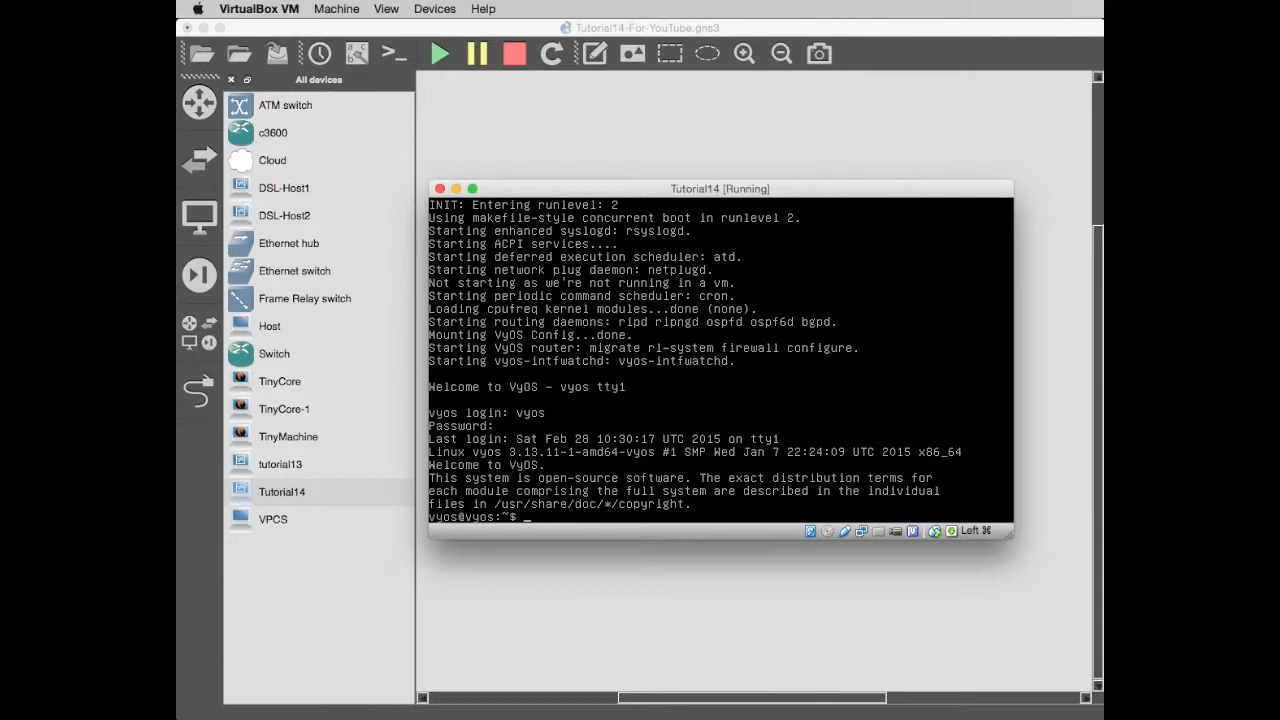 VirtualBox VM Machine View Devices Help
Tutorial14-For-YouTube.gns3
All devices
ATM switch
c3600
Cloud
DSL-Host1
DSL-Host2
Ethernet hub
Ethernet switch
Frame Relay switch
Host
Switch
TinyCore
TinyCore-1
TinyMachine
tutorial13
Tutorial14
VPCS
Tutorial14 [Running]
INIT: Entering runlevel: 2
Using makefile-style concurrent boot in runlevel 2.
Starting enhanced syslogd: rsyslogd.
Starting ACPI services....
Starting deferred execution scheduler: atd.
Starting network plug daemon: netplugd.
Not starting as we're not running in a vm.
Starting periodic command scheduler: cron.
Loading cpufreq kernel modules...done (none).
Starting routing daemons: ripd ripngd ospfd ospf6d bgpd.
Mounting VyOS Config...done.
Starting VyOS router: migrate rl-system firewall configure.
Starting vyos-intfwatchd: vyos-intfwatchd.
Welcome to VyOS - vyos tty1
vyos login: vyos
Password:
Last login: Sat Feb 28 10:30:17 UTC 2015 on tty1
Linux vyos 3.13.11-1-amd64-vyos #1 SMP Wed Jan 7 22:24:09 UTC 2015 x86_64
Welcome to VyOS.
This system is open-source software. The exact distribution terms for
each module comprising the full system are described in the individual
files in /usr/share/doc/*/copyright.
vyos@vyos:~$ _
Left ⌘